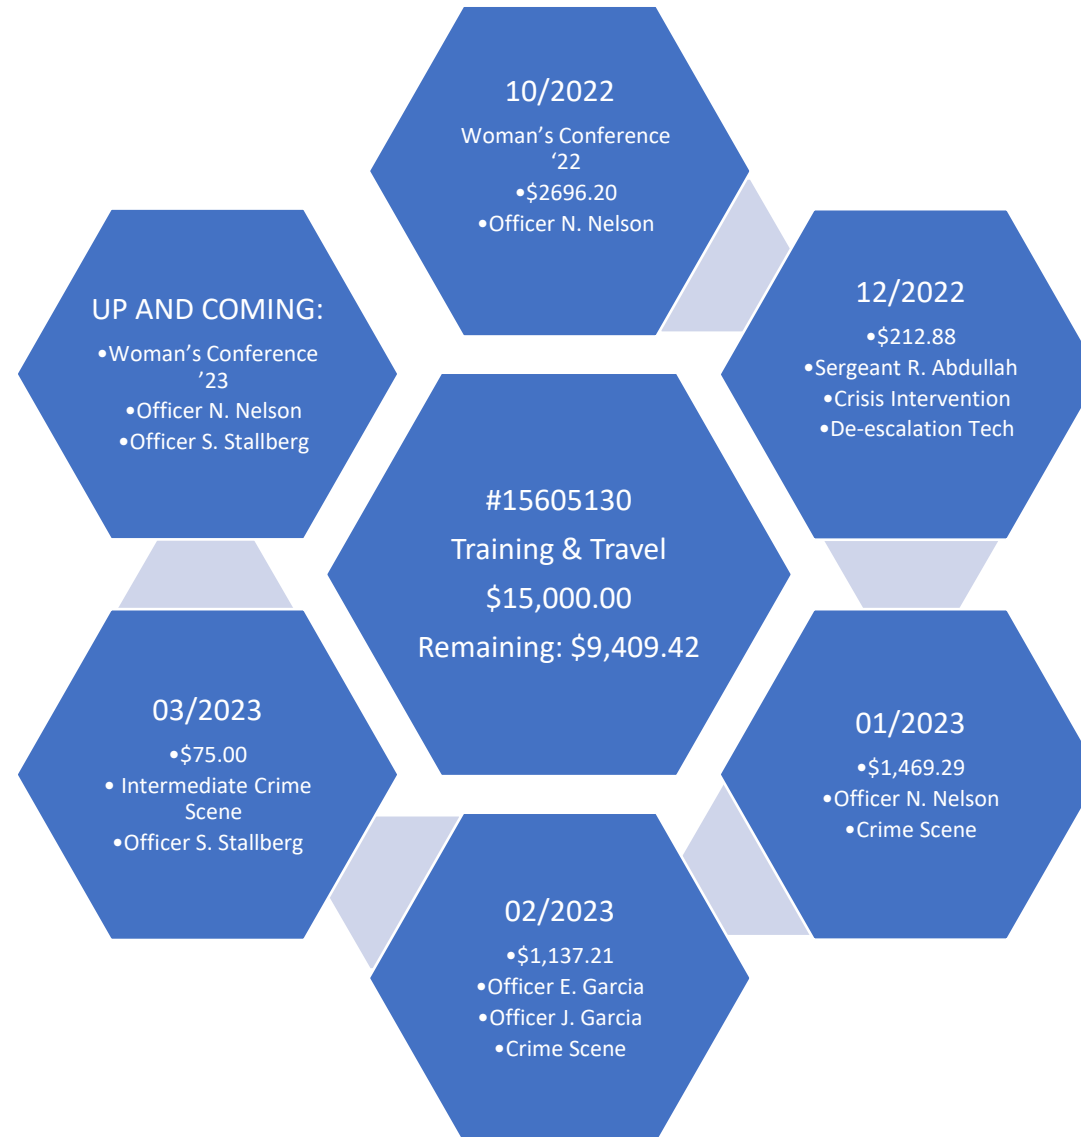 10/2022
Woman’s Conference
‘22
•$2696.20
•Officer N. Nelson
12/2022
•$212.88
•Sergeant R. Abdullah
•Crisis Intervention
•De-escalation Tech
01/2023
•$1,469.29
•Officer N. Nelson
•Crime Scene
02/2023
•$1,137.21
•Officer E. Garcia
•Officer J. Garcia
•Crime Scene
03/2023
•$75.00
• Intermediate Crime
Scene
•Officer S. Stallberg
UP AND COMING:
•Woman’s Conference
’23
•Officer N. Nelson
•Officer S. Stallberg
#15605130
Training & Travel
$15,000.00
Remaining: $9,409.42